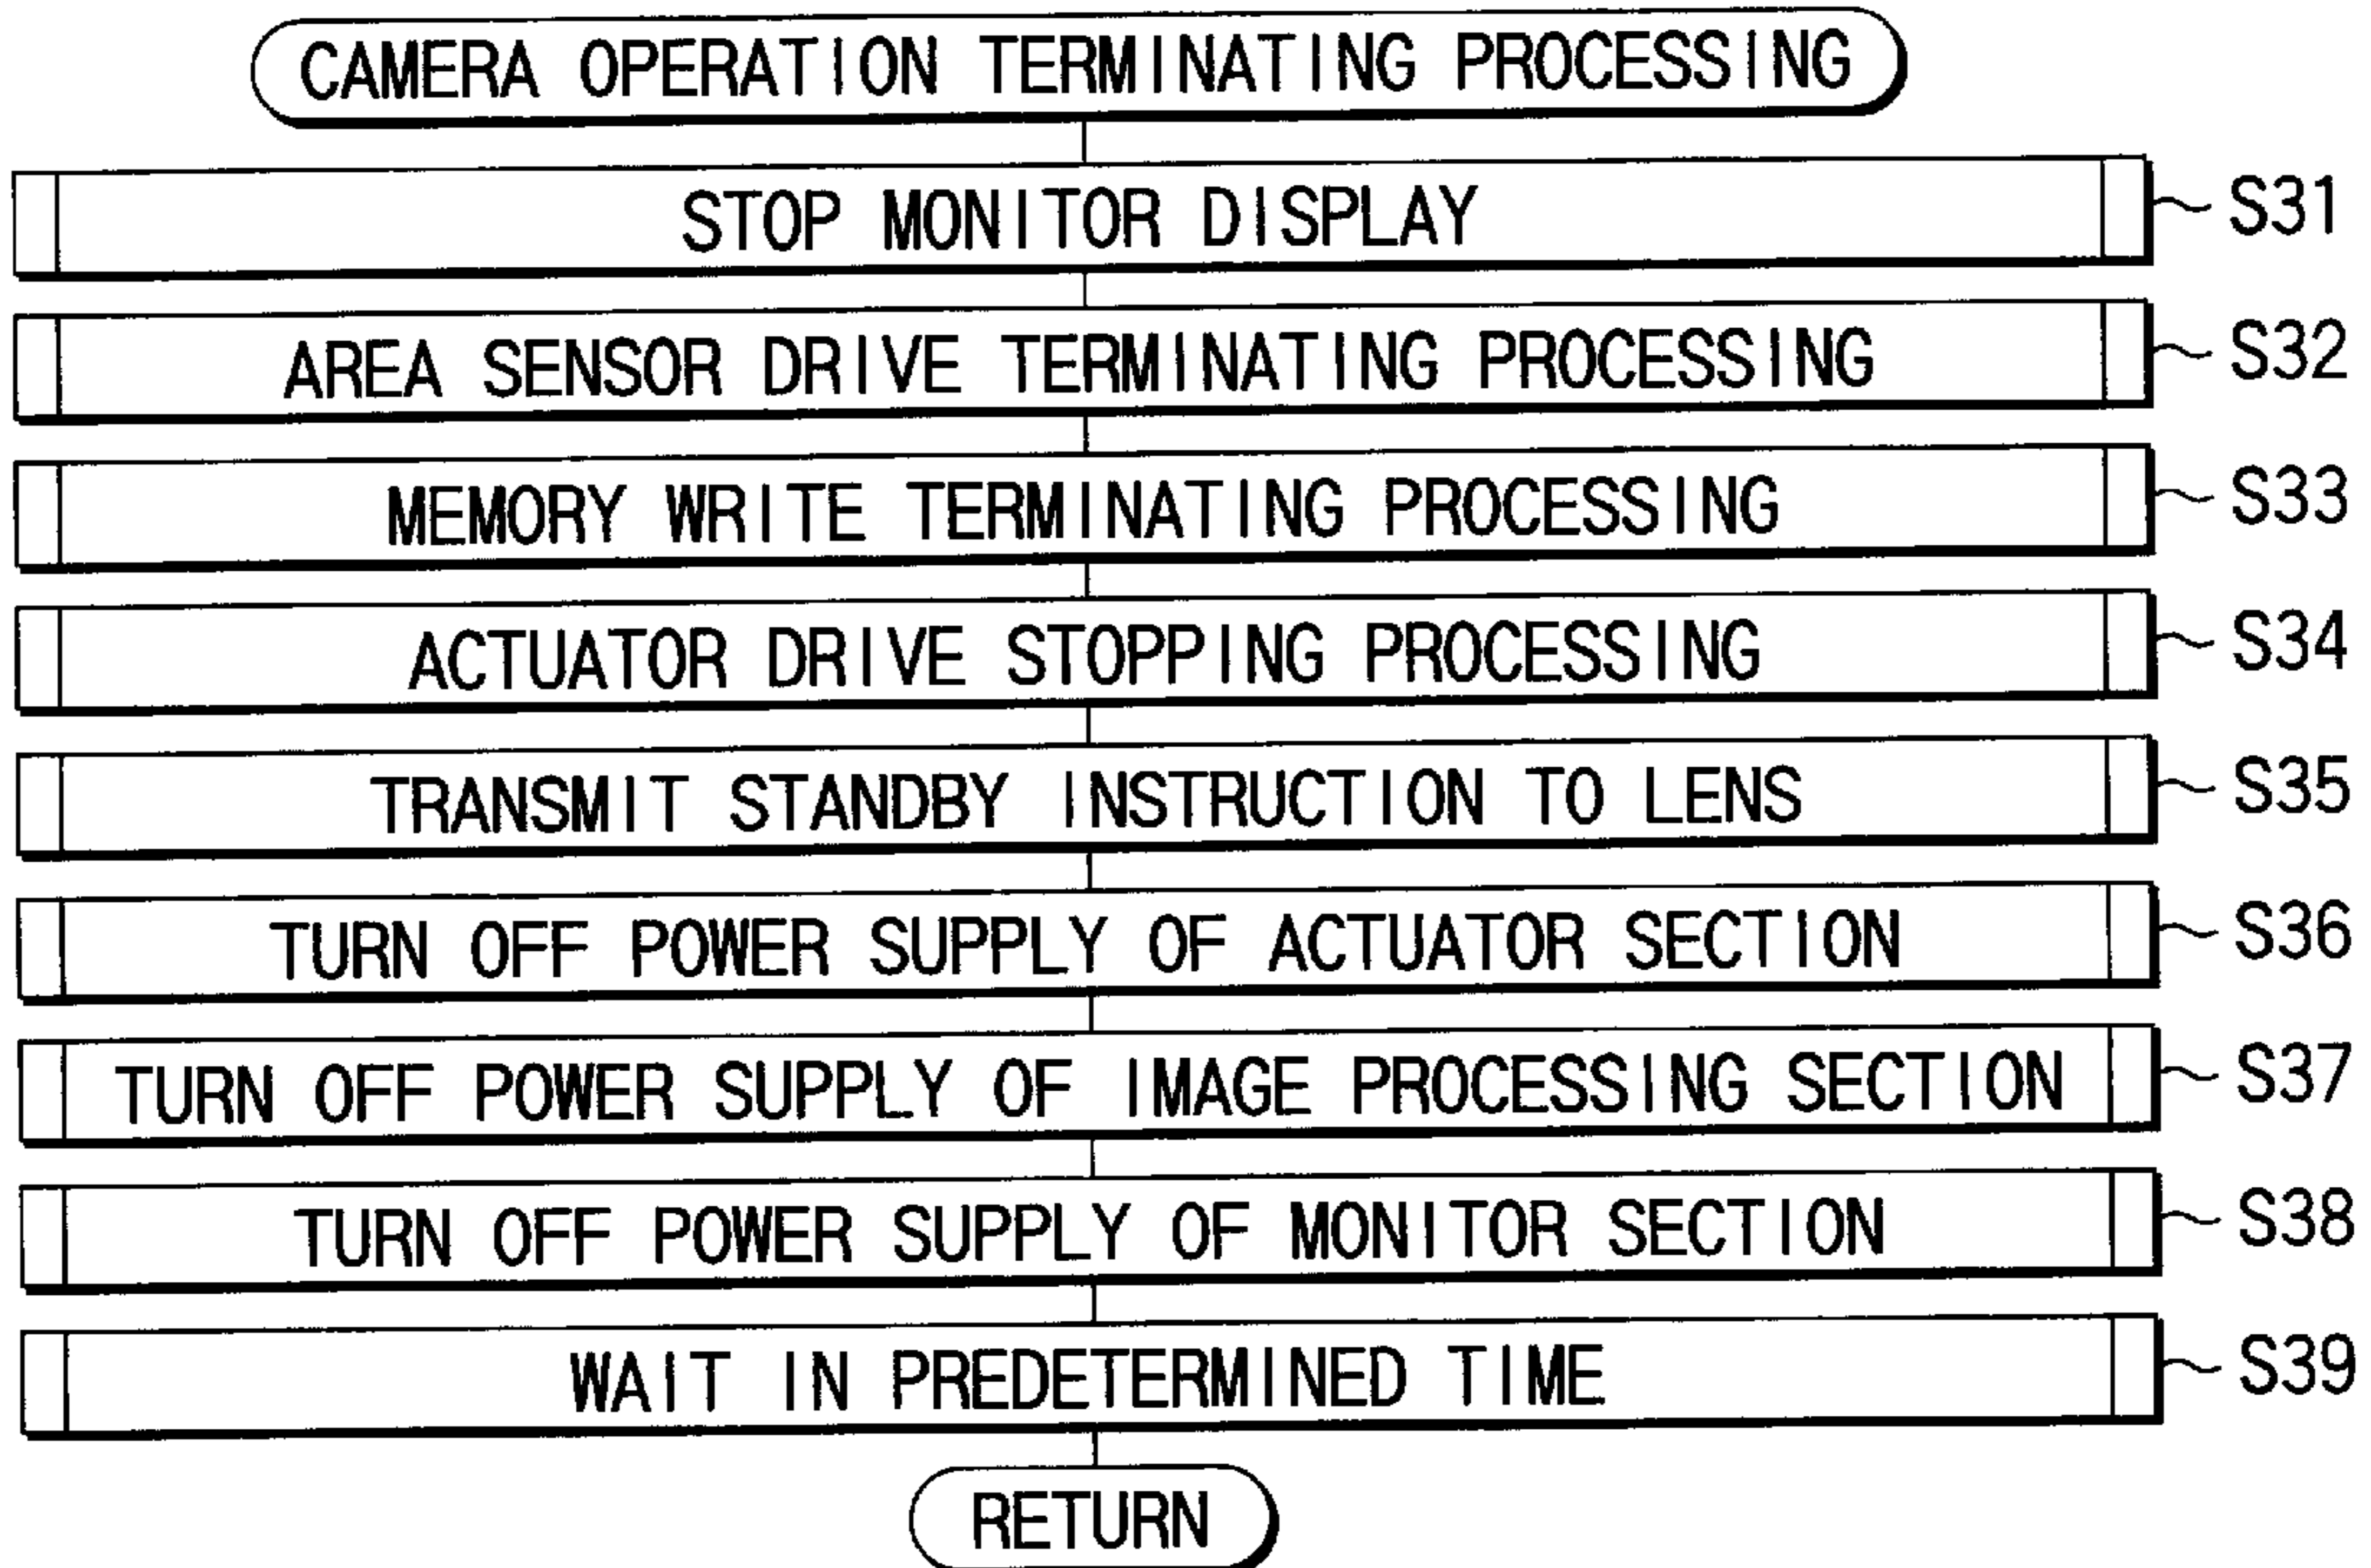 CAMERA OPERATION TERMINATING PROCESSING
STOP MONITOR DISPLAY
S31
AREA SENSOR DRIVE TERMINATING PROCESSING
S32
MEMORY WRITE TERMINATING PROCESSING
S33
ACTUATOR DRIVE STOPPING PROCESSING
S34
TRANSMIT STANDBY INSTRUCTION TO LENS
S35
TURN OFF POWER SUPPLY OF ACTUATOR SECTION
S36
TURN OFF POWER SUPPLY OF IMAGE PROCESSING SECTION
S37
TURN OFF POWER SUPPLY OF MONITOR SECTION
S38
WAIT IN PREDETERMINED TIME
S39
RETURN